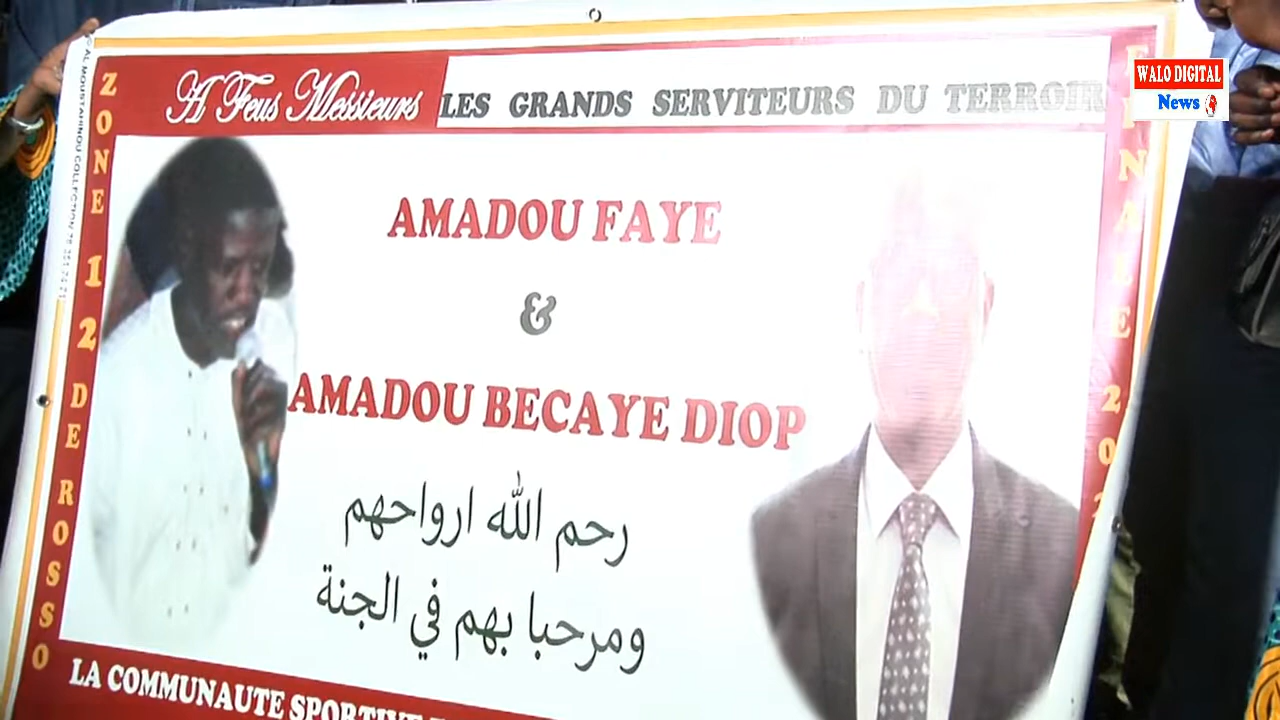 A Feus Messieurs LES GRANDS SERVITEURS DU TERROIR
WALO DIGITAL
News
ZONE 12 DE ROSSO
AMADOU FAYE
&
AMADOU BECAYE DIOP
رحم الله ارواحهم
ومرحبا بهم في الجنة
LA COMMUNAUTE SPORTIVE